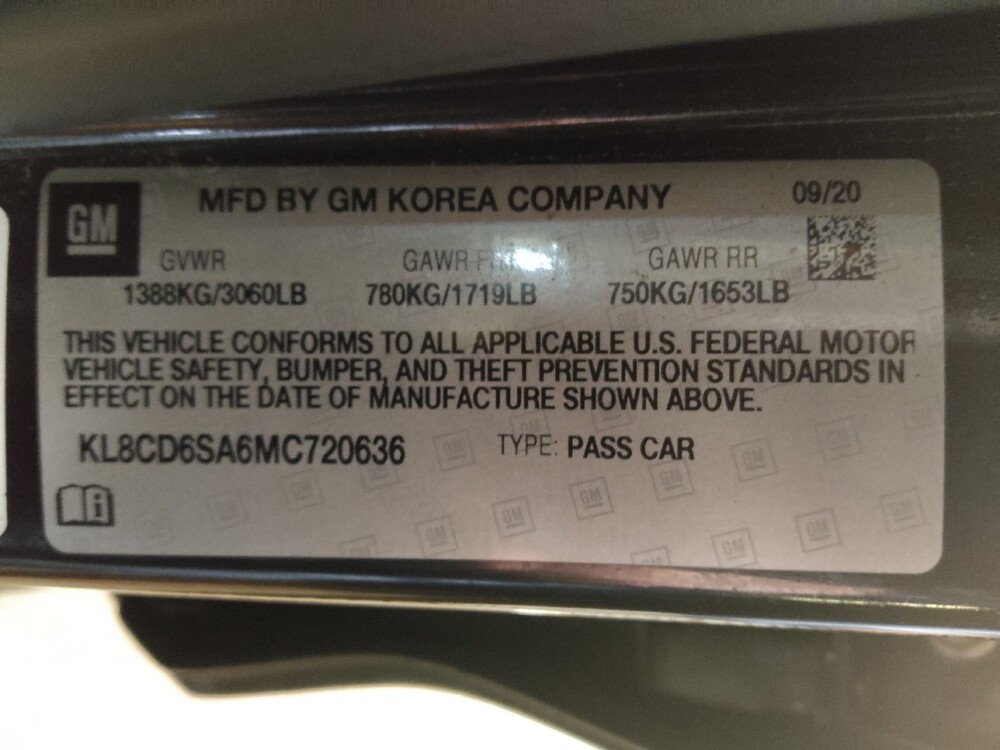 GM
MFD BY GM KOREA COMPANY 09/20
GVWR GAWR GAWR RR
1388KG/3060LB 780KG/1719LB 750KG/1653LB
THIS VEHICLE CONFORMS TO ALL APPLICABLE U.S. FEDERAL MOTOR
VEHICLE SAFETY, BUMPER, AND THEFT PREVENTION STANDARDS IN
EFFECT ON THE DATE OF MANUFACTURE SHOWN ABOVE.
KL8CD6SA6MC720636 TYPE: PASS CAR